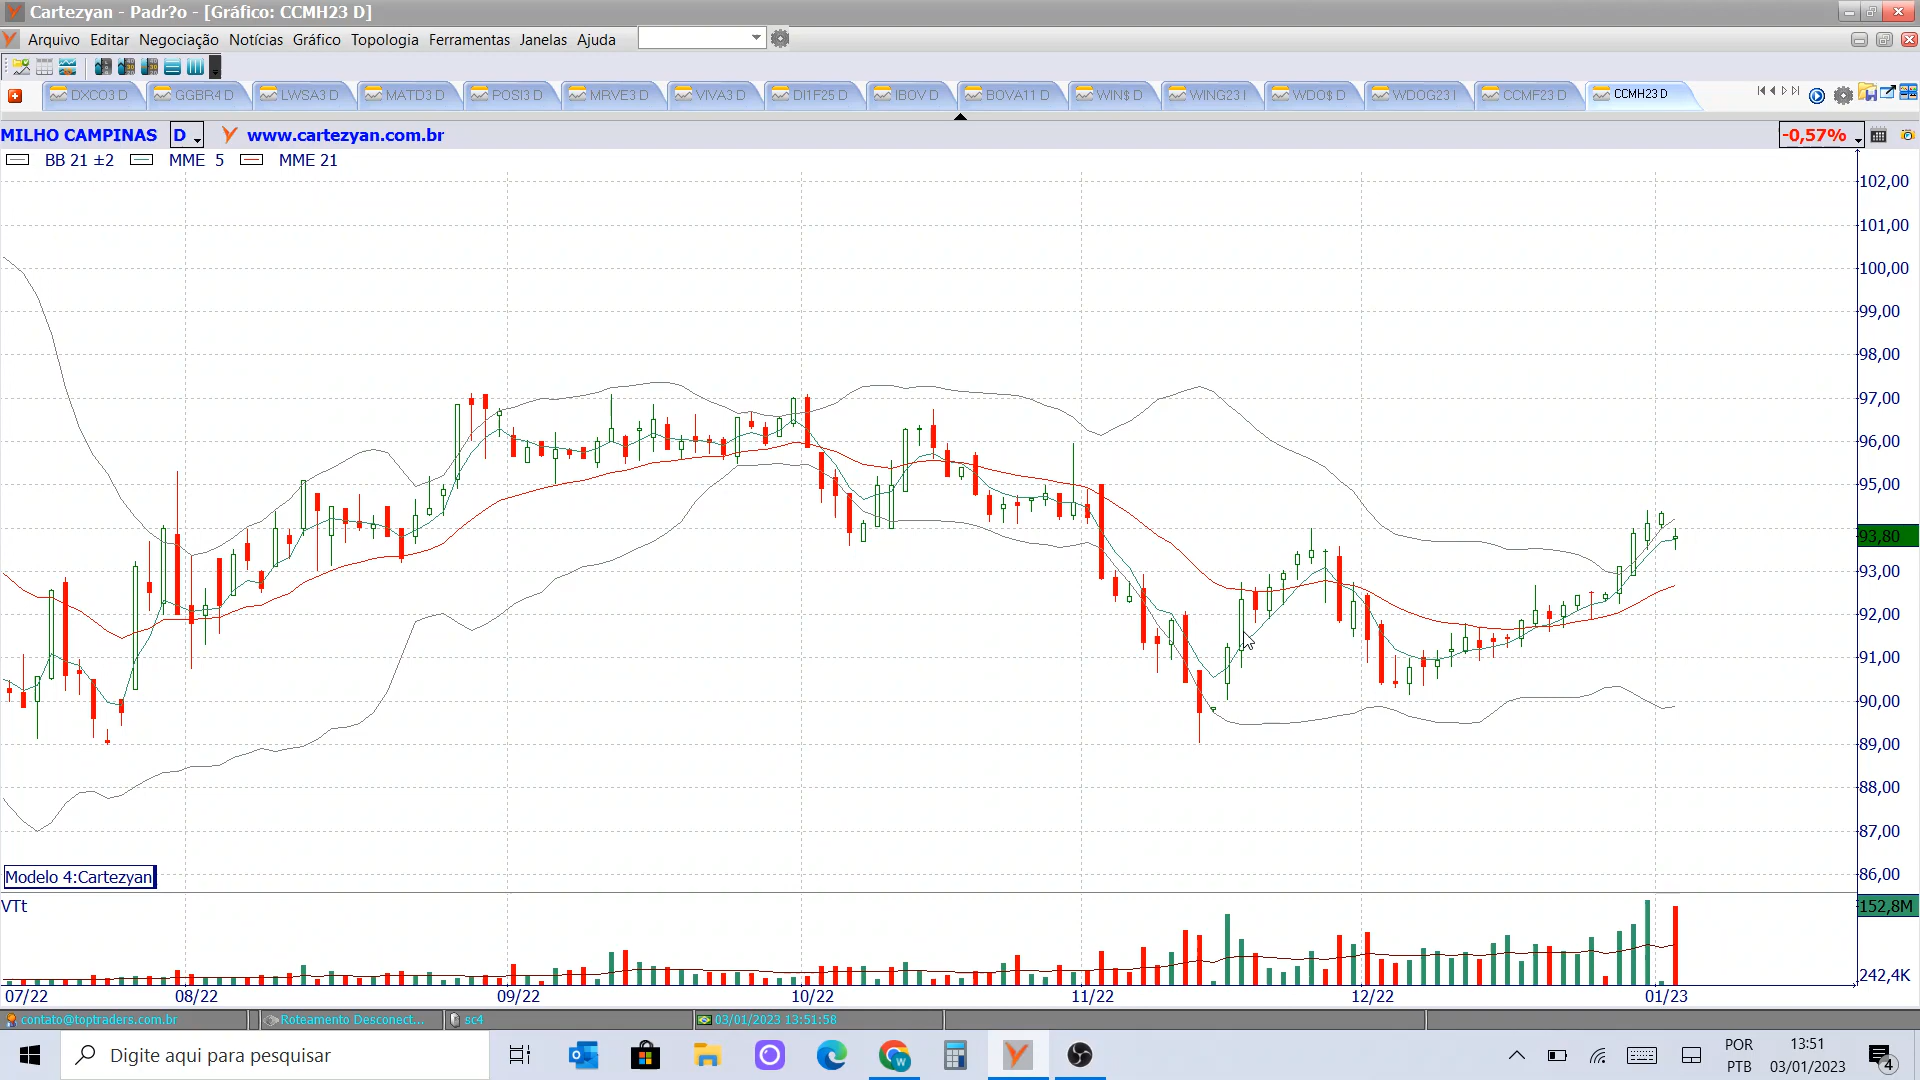 Cartezyan - Padr?o - [Gráfico: CCMH23 D]
Arquivo Editar Negociação Notícias Gráfico Topologia Ferramentas Janelas Ajuda
DXCO3 D GGBR4 D LWSA3 D MATD3 D POSI3 D MRVE3 D VIVA3 D DI1F25 D IBOV D BOVA11 D WIN$ D WING23 I WDO$ D WDOG23 I CCMF23 D CCMH23 D
MILHO CAMPINAS D www.cartezyan.com.br -0,57%
BB 21 ±2 MME 5 MME 21
102,00
101,00
100,00
99,00
98,00
97,00
96,00
95,00
93,80
93,00
92,00
91,00
90,00
89,00
88,00
87,00
86,00
Modelo 4:Cartezyan
VTt
152,8M
242,4K
07/22 08/22 09/22 10/22 11/22 12/22 01/23
contato@toptraders.com.br Roteamento Desconect... sc4 03/01/2023 13:51:58
Digite aqui para pesquisar
POR
PTB
13:51
03/01/2023
4